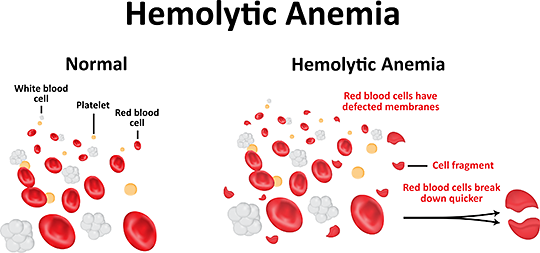 Hemolytic Anemia
Normal
White blood
cell
Platelet
Red blood
cell
Hemolytic Anemia
Red blood cells have
defected membranes
Cell fragment
Red blood cells break
down quicker